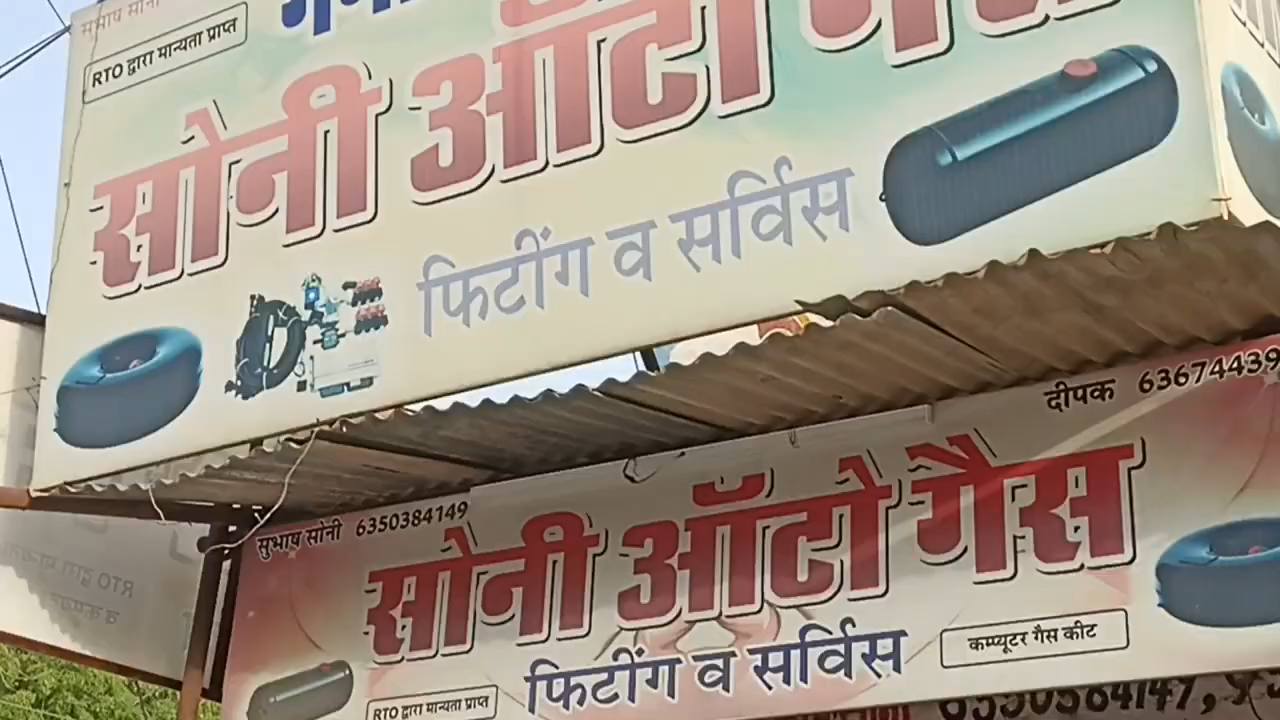 सुभाष सोनी
RTO द्वारा मान्यता प्राप्त
सोनी ऑटो
फिटींग व सर्विस
दीपक 63674439
सुभाष सोनी 6350384149
सोनी ऑटो गैस
फिटींग व सर्विस
कम्प्यूटर गैस कीट
RTO द्वारा मान्यता प्राप्त